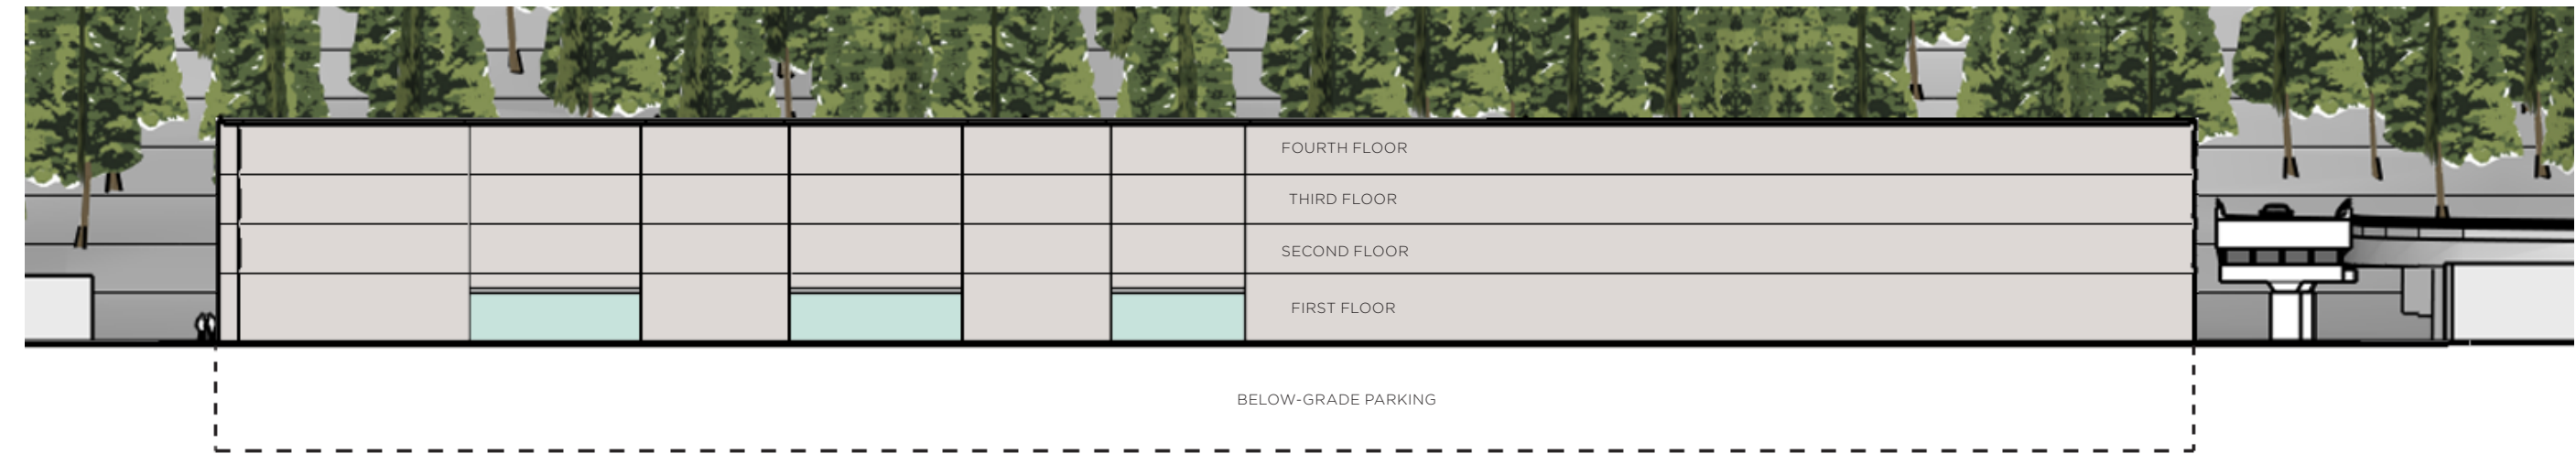 FOURTH FLOOR
THIRD FLOOR
SECOND FLOOR
FIRST FLOOR
BELOW-GRADE PARKING